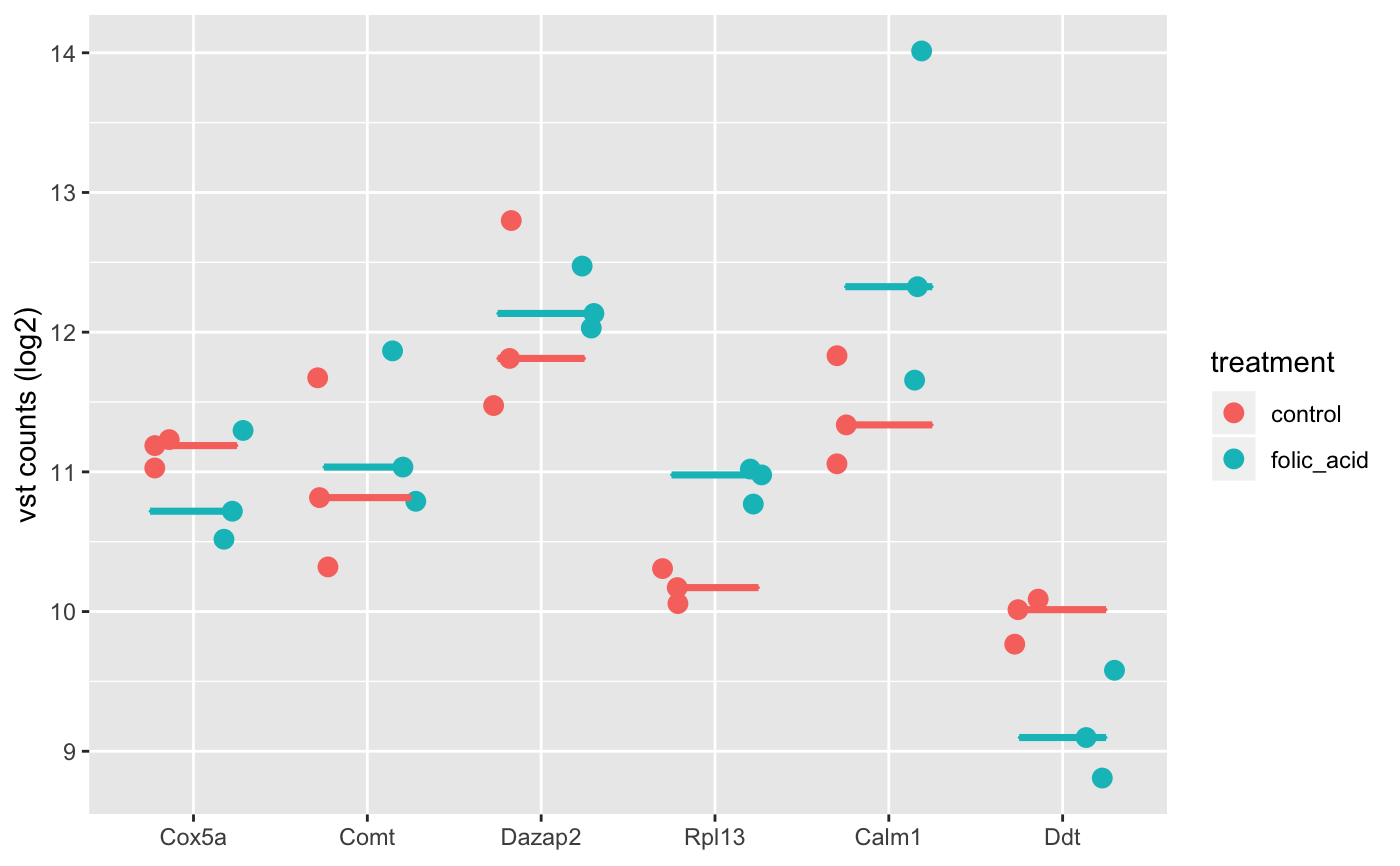 vst counts (log2)
14
13
12
11
10
9
Cox5a Comt Dazap2 Rpl13 Calm1 Ddt
treatment
control
folic_acid